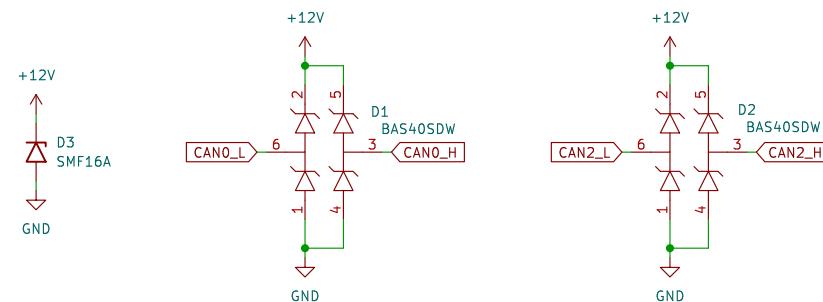 +12V
D3
SMF16A
GND
+12V
2
5
D1
BAS40SDW
CAN0_L
6
3
CAN0_H
1
4
GND
+12V
2
5
D2
BAS40SDW
CAN2_L
6
3
CAN2_H
1
4
GND